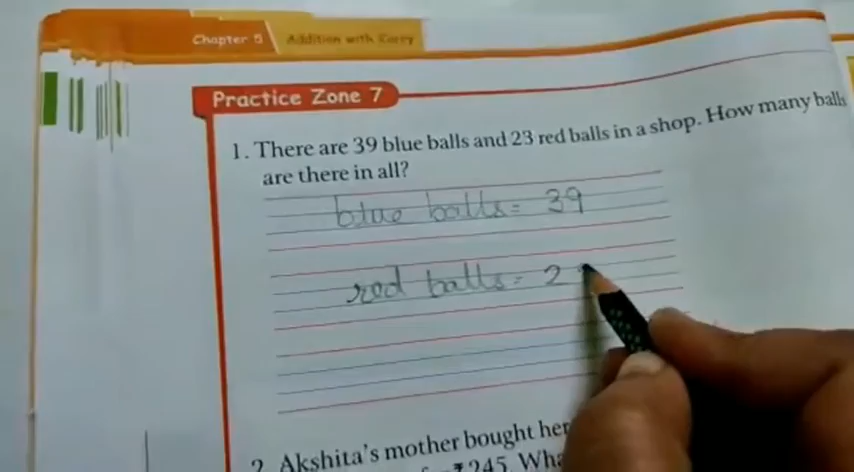 Chapter 5 Addition with Carry
Practice Zone 7
1. There are 39 blue balls and 23 red balls in a shop. How many balls
are there in all?
blue balls = 39
red balls = 2
2. Akshita's mother bought her
₹245. Wha